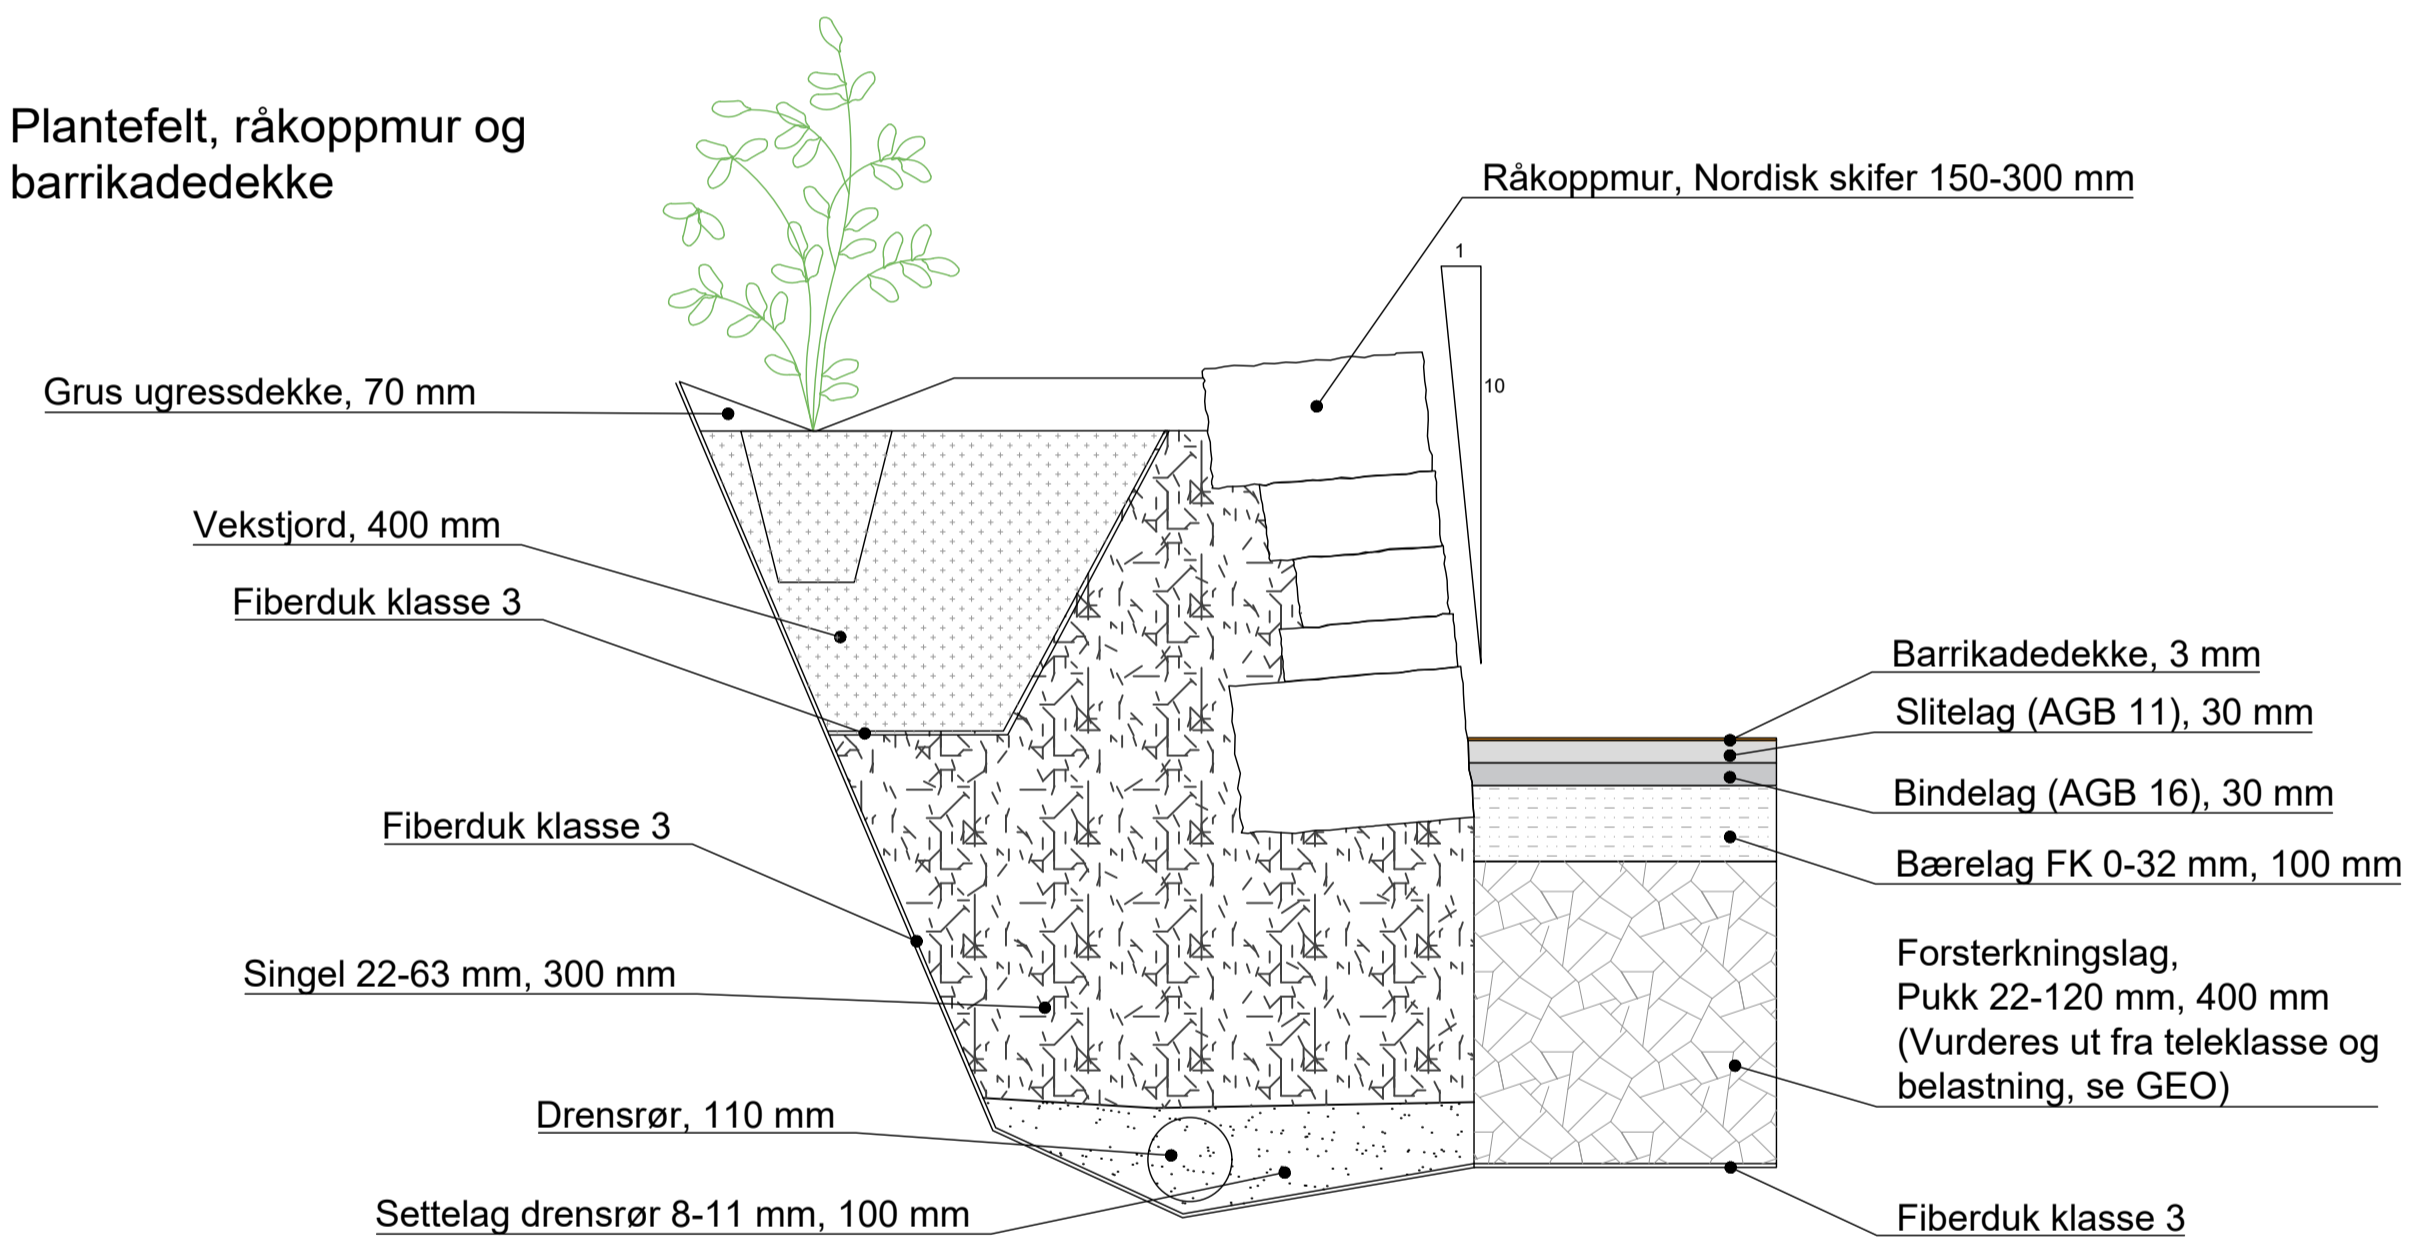 Plantefelt, råkoppmur og
barrikadedekke
Råkoppmur, Nordisk skifer 150-300 mm
1
10
Grus ugressdekke, 70 mm
Vekstjord, 400 mm
Fiberduk klasse 3
Fiberduk klasse 3
Singel 22-63 mm, 300 mm
Drensrør, 110 mm
Settelag drensrør 8-11 mm, 100 mm
Barrikadedekke, 3 mm
Slitelag (AGB 11), 30 mm
Bindelag (AGB 16), 30 mm
Bærelag FK 0-32 mm, 100 mm
Forsterkningslag,
Pukk 22-120 mm, 400 mm
(Vurderes ut fra teleklasse og
belastning, se GEO)
Fiberduk klasse 3